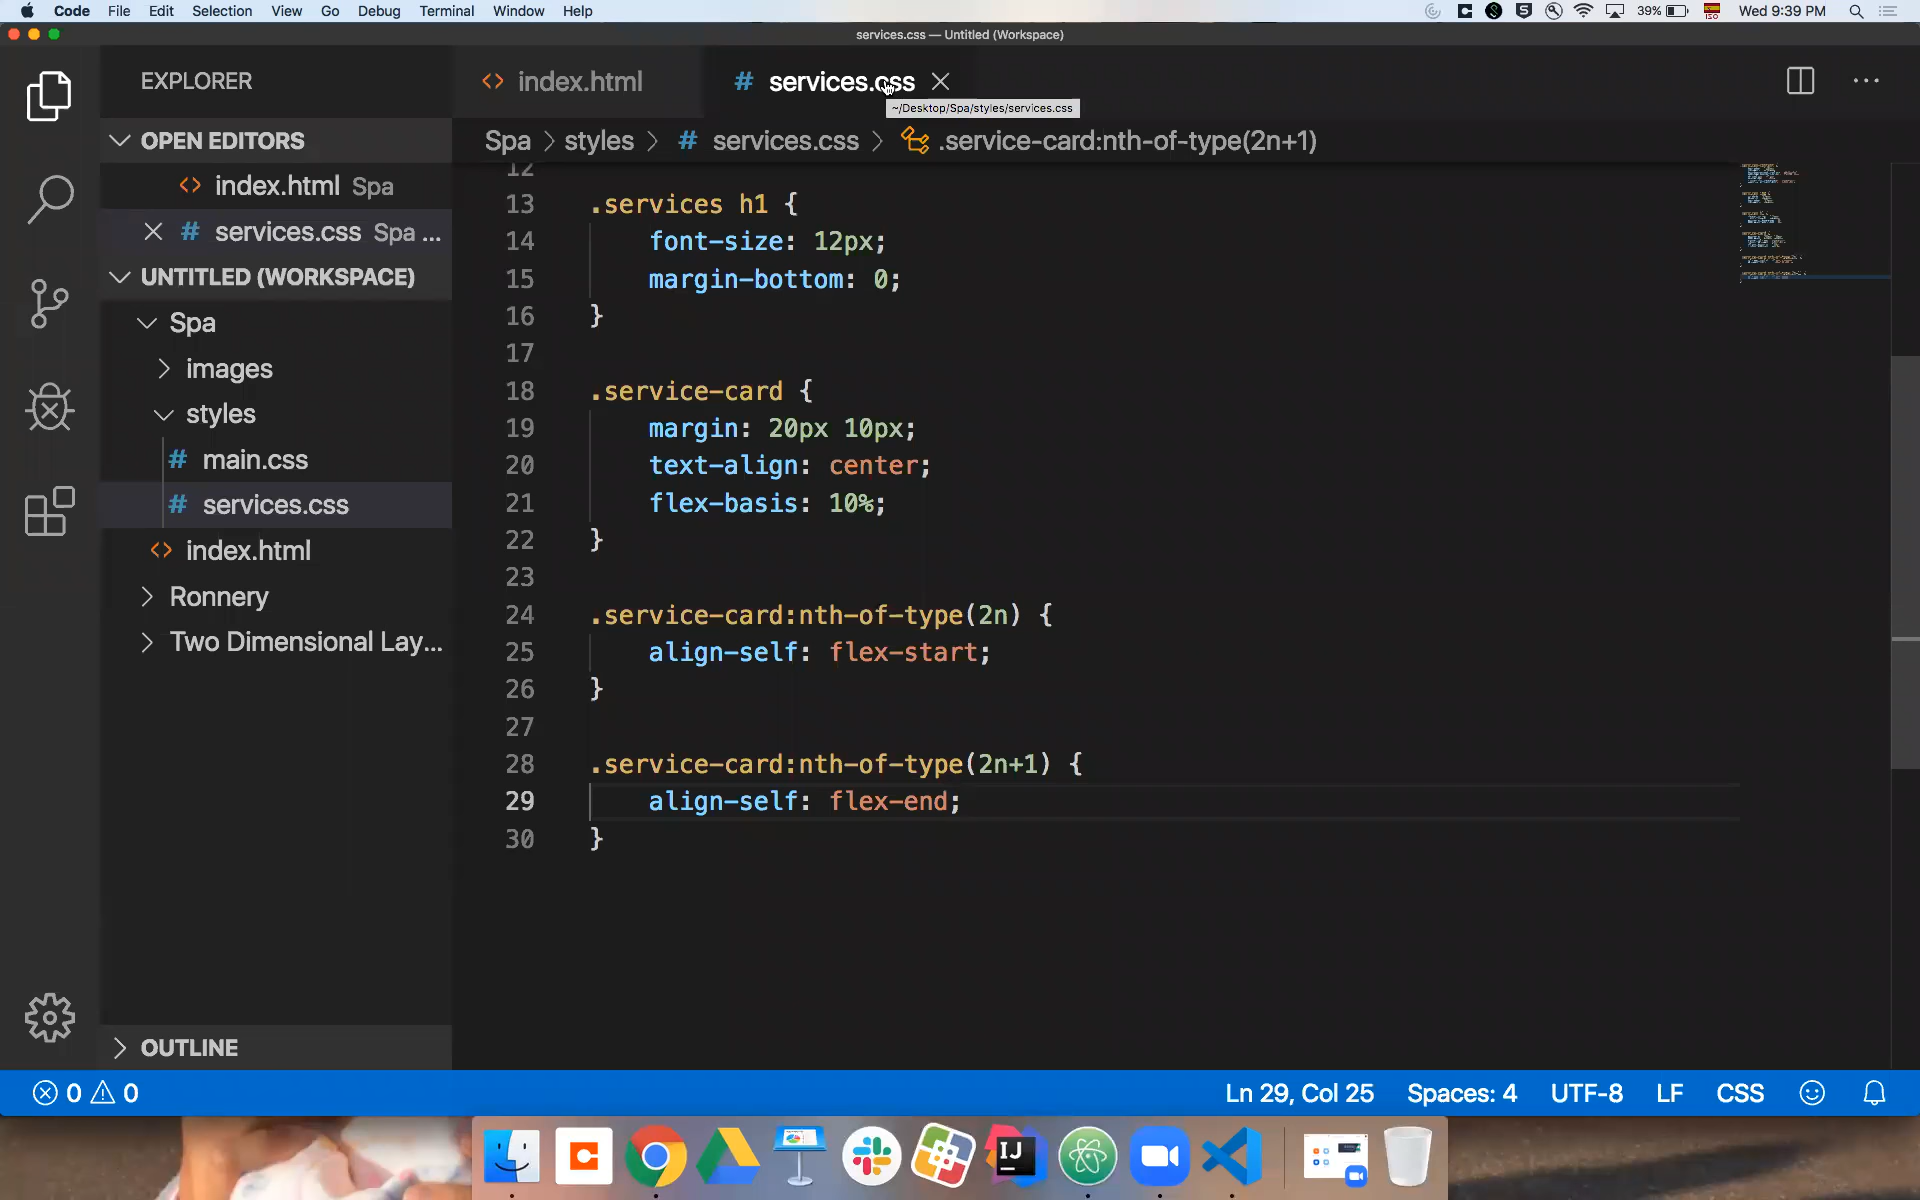 Code File Edit Selection View Go Debug Terminal Window Help
39% ISO Wed 9:39 PM
services.css — Untitled (Workspace)
EXPLORER
<> index.html
# services.css
~/Desktop/Spa/styles/services.css
OPEN EDITORS
<> index.html Spa
# services.css Spa ...
UNTITLED (WORKSPACE)
Spa
images
styles
# main.css
# services.css
<> index.html
Ronnery
Two Dimensional Lay...
OUTLINE
Spa > styles > # services.css > .service-card:nth-of-type(2n+1)
12
13 .services h1 {
14 font-size: 12px;
15 margin-bottom: 0;
16 }
17
18 .service-card {
19 margin: 20px 10px;
20 text-align: center;
21 flex-basis: 10%;
22 }
23
24 .service-card:nth-of-type(2n) {
25 align-self: flex-start;
26 }
27
28 .service-card:nth-of-type(2n+1) {
29 align-self: flex-end;
30 }
0 0 Ln 29, Col 25 Spaces: 4 UTF-8 LF CSS
IJ